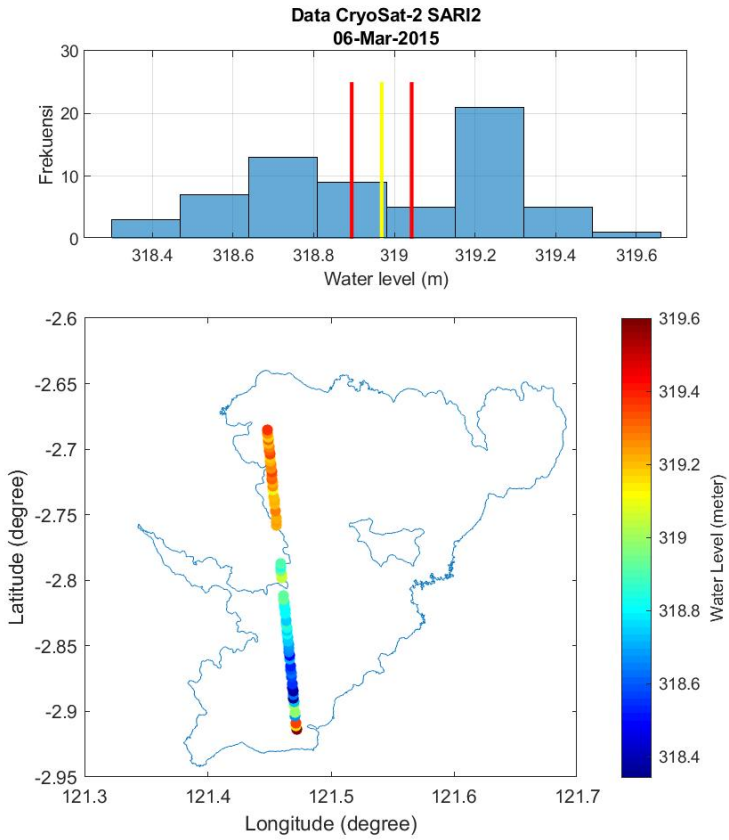 Data CryoSat-2 SARI2
06-Mar-2015
30
20
10
0
Frekuensi
318.4 318.6 318.8 319 319.2 319.4 319.6
Water level (m)
-2.6
-2.65
-2.7
-2.75
-2.8
-2.85
-2.9
-2.95
Latitude (degree)
121.3 121.4 121.5 121.6 121.7
Longitude (degree)
319.6
319.4
319.2
319
318.8
318.6
318.4
Water Level (meter)